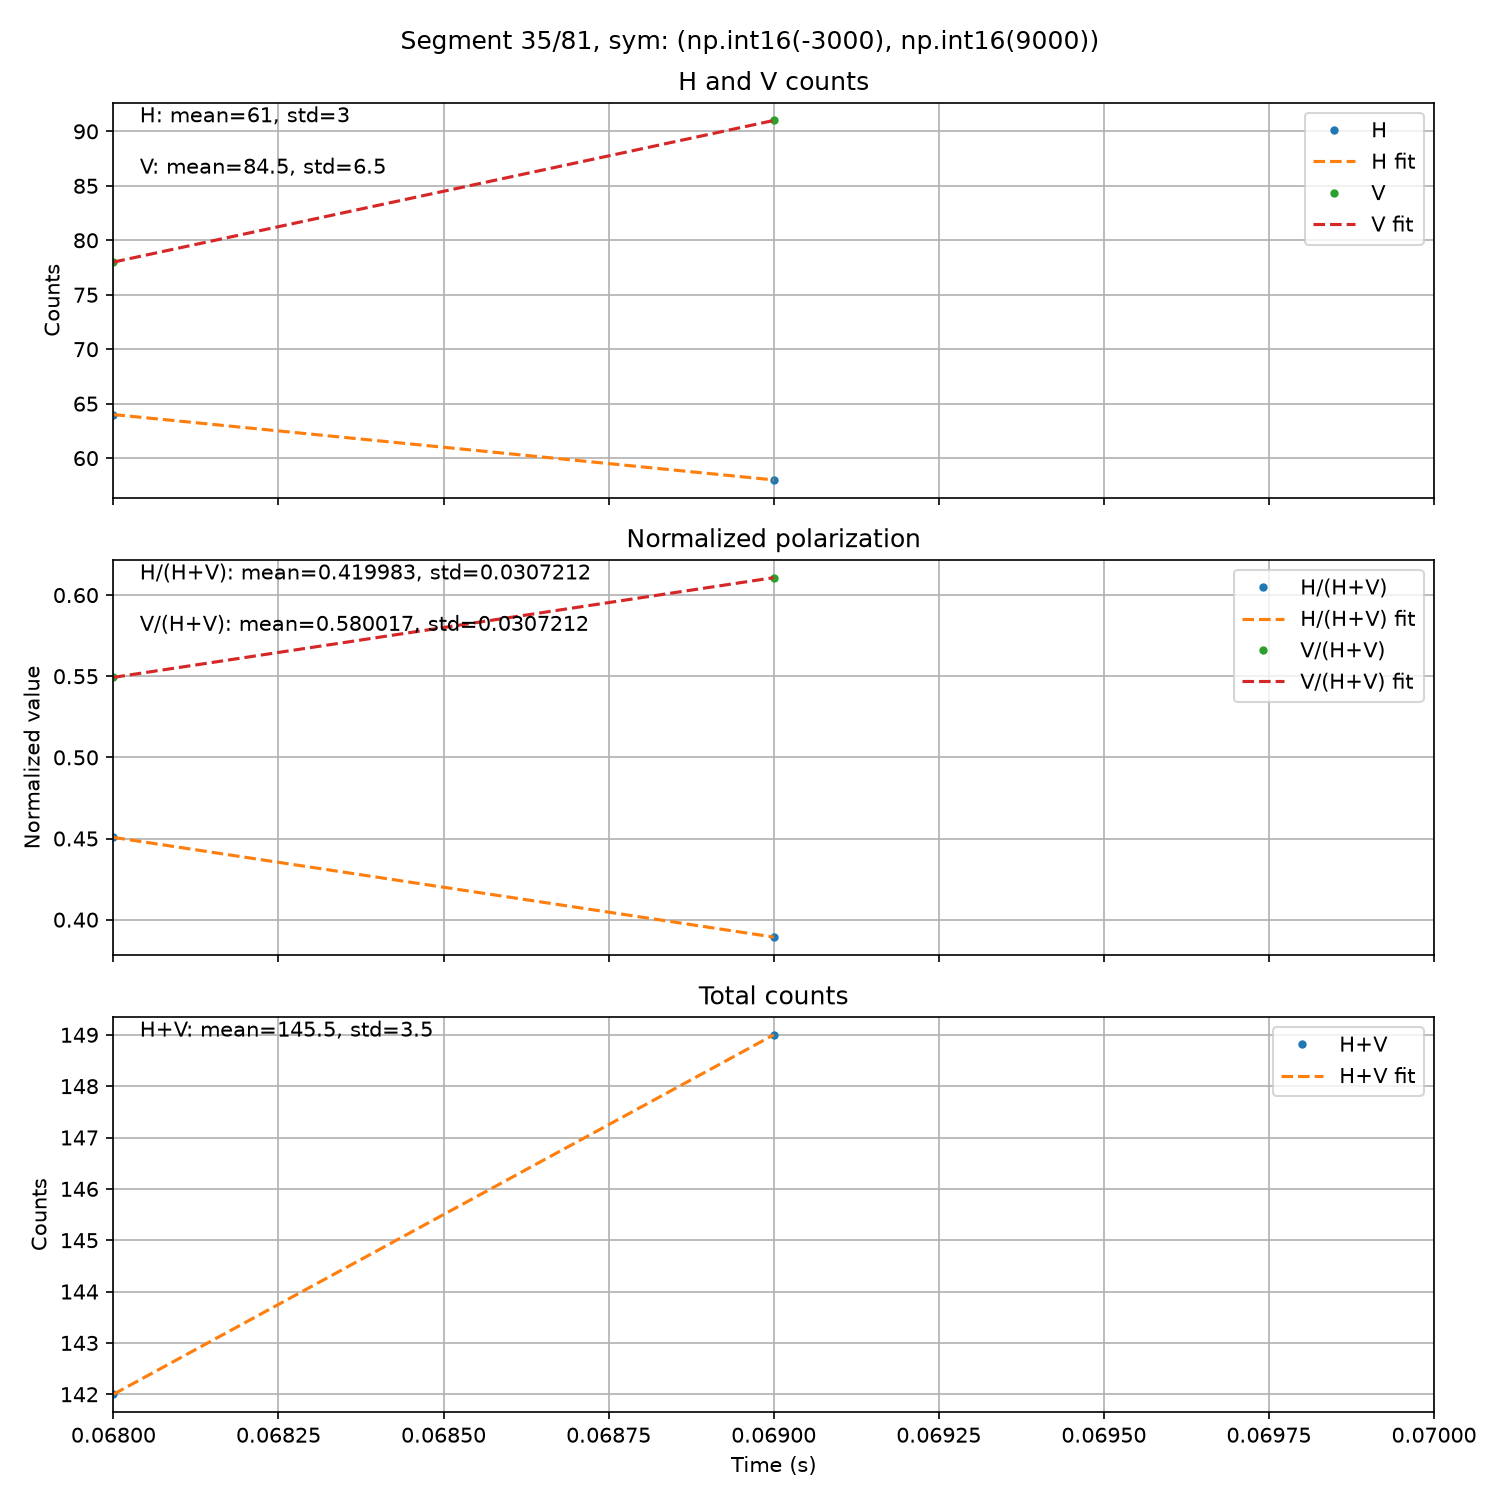 Segment 35/81, sym: (np.int16(-3000), np.int16(9000))
H and V counts
H: mean=61, std=3
V: mean=84.5, std=6.5
H
H fit
V
V fit
90
85
80
75
70
65
60
Counts
Normalized polarization
H/(H+V): mean=0.419983, std=0.0307212
V/(H+V): mean=0.580017, std=0.0307212
H/(H+V)
H/(H+V) fit
V/(H+V)
V/(H+V) fit
0.60
0.55
0.50
0.45
0.40
Normalized value
Total counts
H+V: mean=145.5, std=3.5
H+V
H+V fit
149
148
147
146
145
144
143
142
Counts
0.06800 0.06825 0.06850 0.06875 0.06900 0.06925 0.06950 0.06975 0.07000
Time (s)